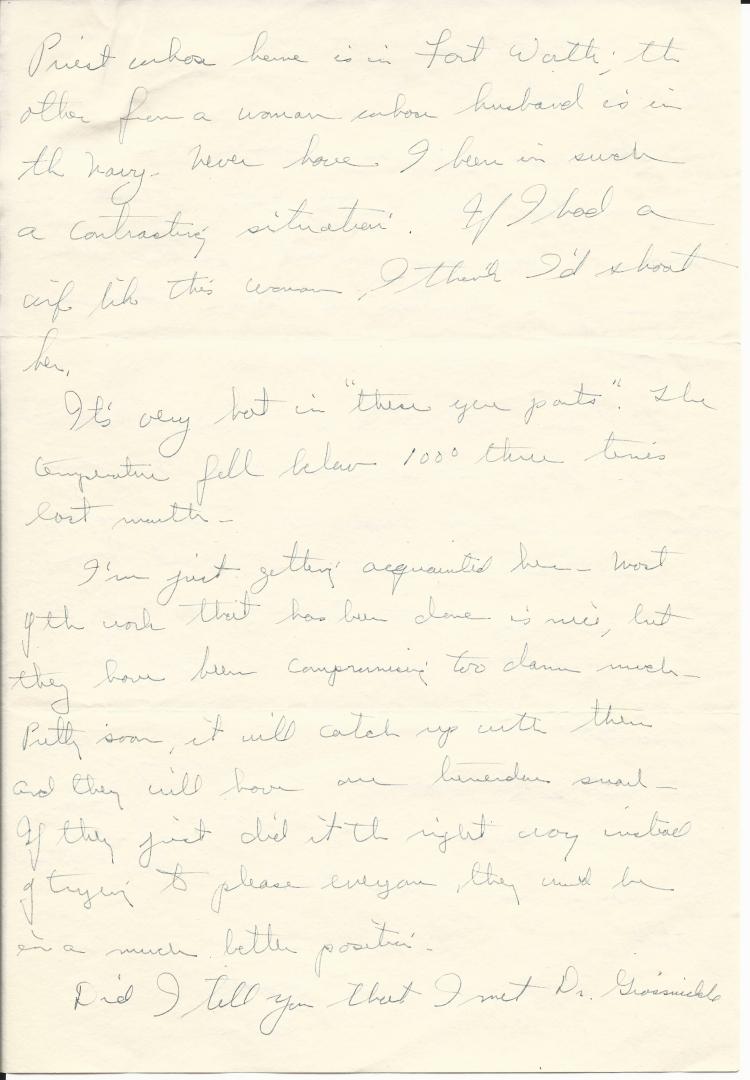 Priest whose home is in Fort Worth; the
other from a woman whose husband is in
the Navy. Never have I been in such
a contrasting situation. If I had a
wife like this woman, I think I'd shoot
her.
It's very hot in "these yere parts". The
temperature fell below 100° three times
last month.
I'm just getting acquainted here. Most
of the work that has been done is nice, but
they have been compromising too damn much.
Pretty soon, it will catch up with them
and they will have one tremendous snarl.
If they just did it the right way instead
of trying to please everyone, they would be
in a much better position.
Did I tell you that I met Dr. Grossnickle